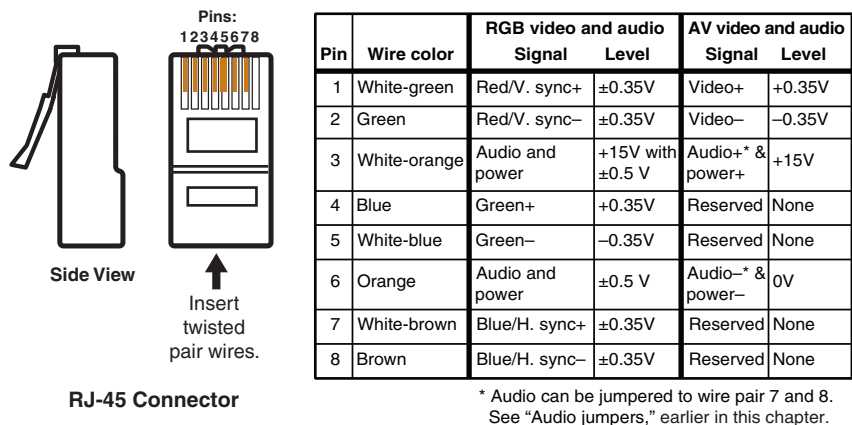 Pins:
12345678
Side View
Insert
twisted
pair wires.
RJ-45 Connector
RGB video and audio AV video and audio
Pin Wire color Signal Level Signal Level
1 White-green Red/V. sync+ ±0.35V Video+ +0.35V
2 Green Red/V. sync– ±0.35V Video– –0.35V
3 White-orange Audio and power +15V with ±0.5 V Audio+* & power+ +15V
4 Blue Green+ +0.35V Reserved None
5 White-blue Green– –0.35V Reserved None
6 Orange Audio and power ±0.5 V Audio–* & power– 0V
7 White-brown Blue/H. sync+ ±0.35V Reserved None
8 Brown Blue/H. sync– ±0.35V Reserved None
* Audio can be jumpered to wire pair 7 and 8.
See “Audio jumpers,” earlier in this chapter.